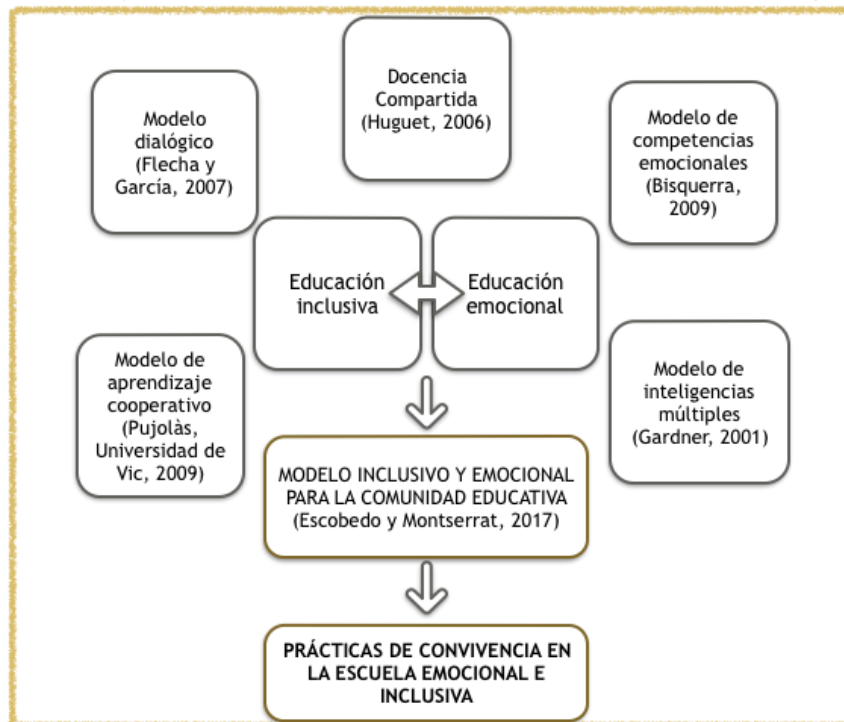 Docencia
Compartida
(Huguet, 2006)
Modelo
dialógico
(Flecha y
García, 2007)
Modelo de
competencias
emocionales
(Bisquerra,
2009)
Educación
inclusiva
Educación
emocional
Modelo de
aprendizaje
cooperativo
(Pujolàs,
Universidad de
Vic, 2009)
Modelo de
inteligencias
múltiples
(Gardner, 2001)
MODELO INCLUSIVO Y EMOCIONAL
PARA LA COMUNIDAD EDUCATIVA
(Escobedo y Montserrat, 2017)
PRÁCTICAS DE CONVIVENCIA EN
LA ESCUELA EMOCIONAL E
INCLUSIVA